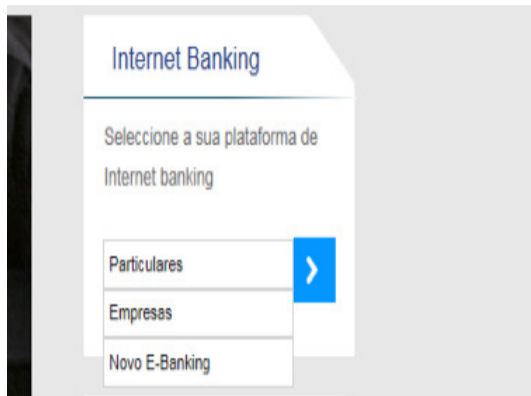 Internet Banking
Seleccione a sua plataforma de
Internet banking
Particulares
Empresas
Novo E-Banking